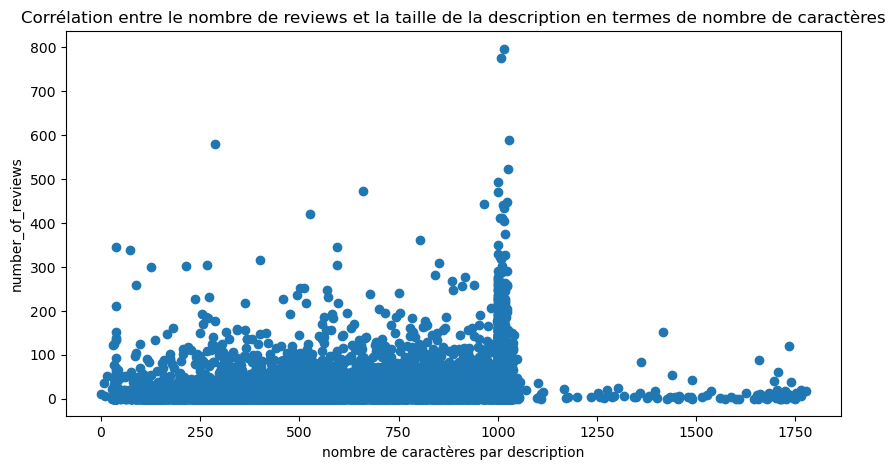 Corrélation entre le nombre de reviews et la taille de la description en termes de nombre de caractères
800
700
600
500
400
300
200
100
0
number_of_reviews
0 250 500 750 1000 1250 1500 1750
nombre de caractères par description